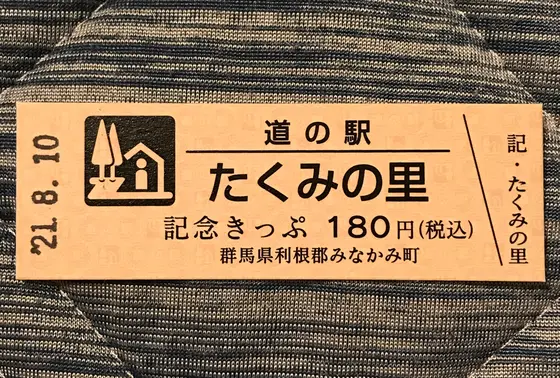 '21.8.10
道の駅
たくみの里
記念きっぷ 180円(税込)
群馬県利根郡みなかみ町
記・たくみの里